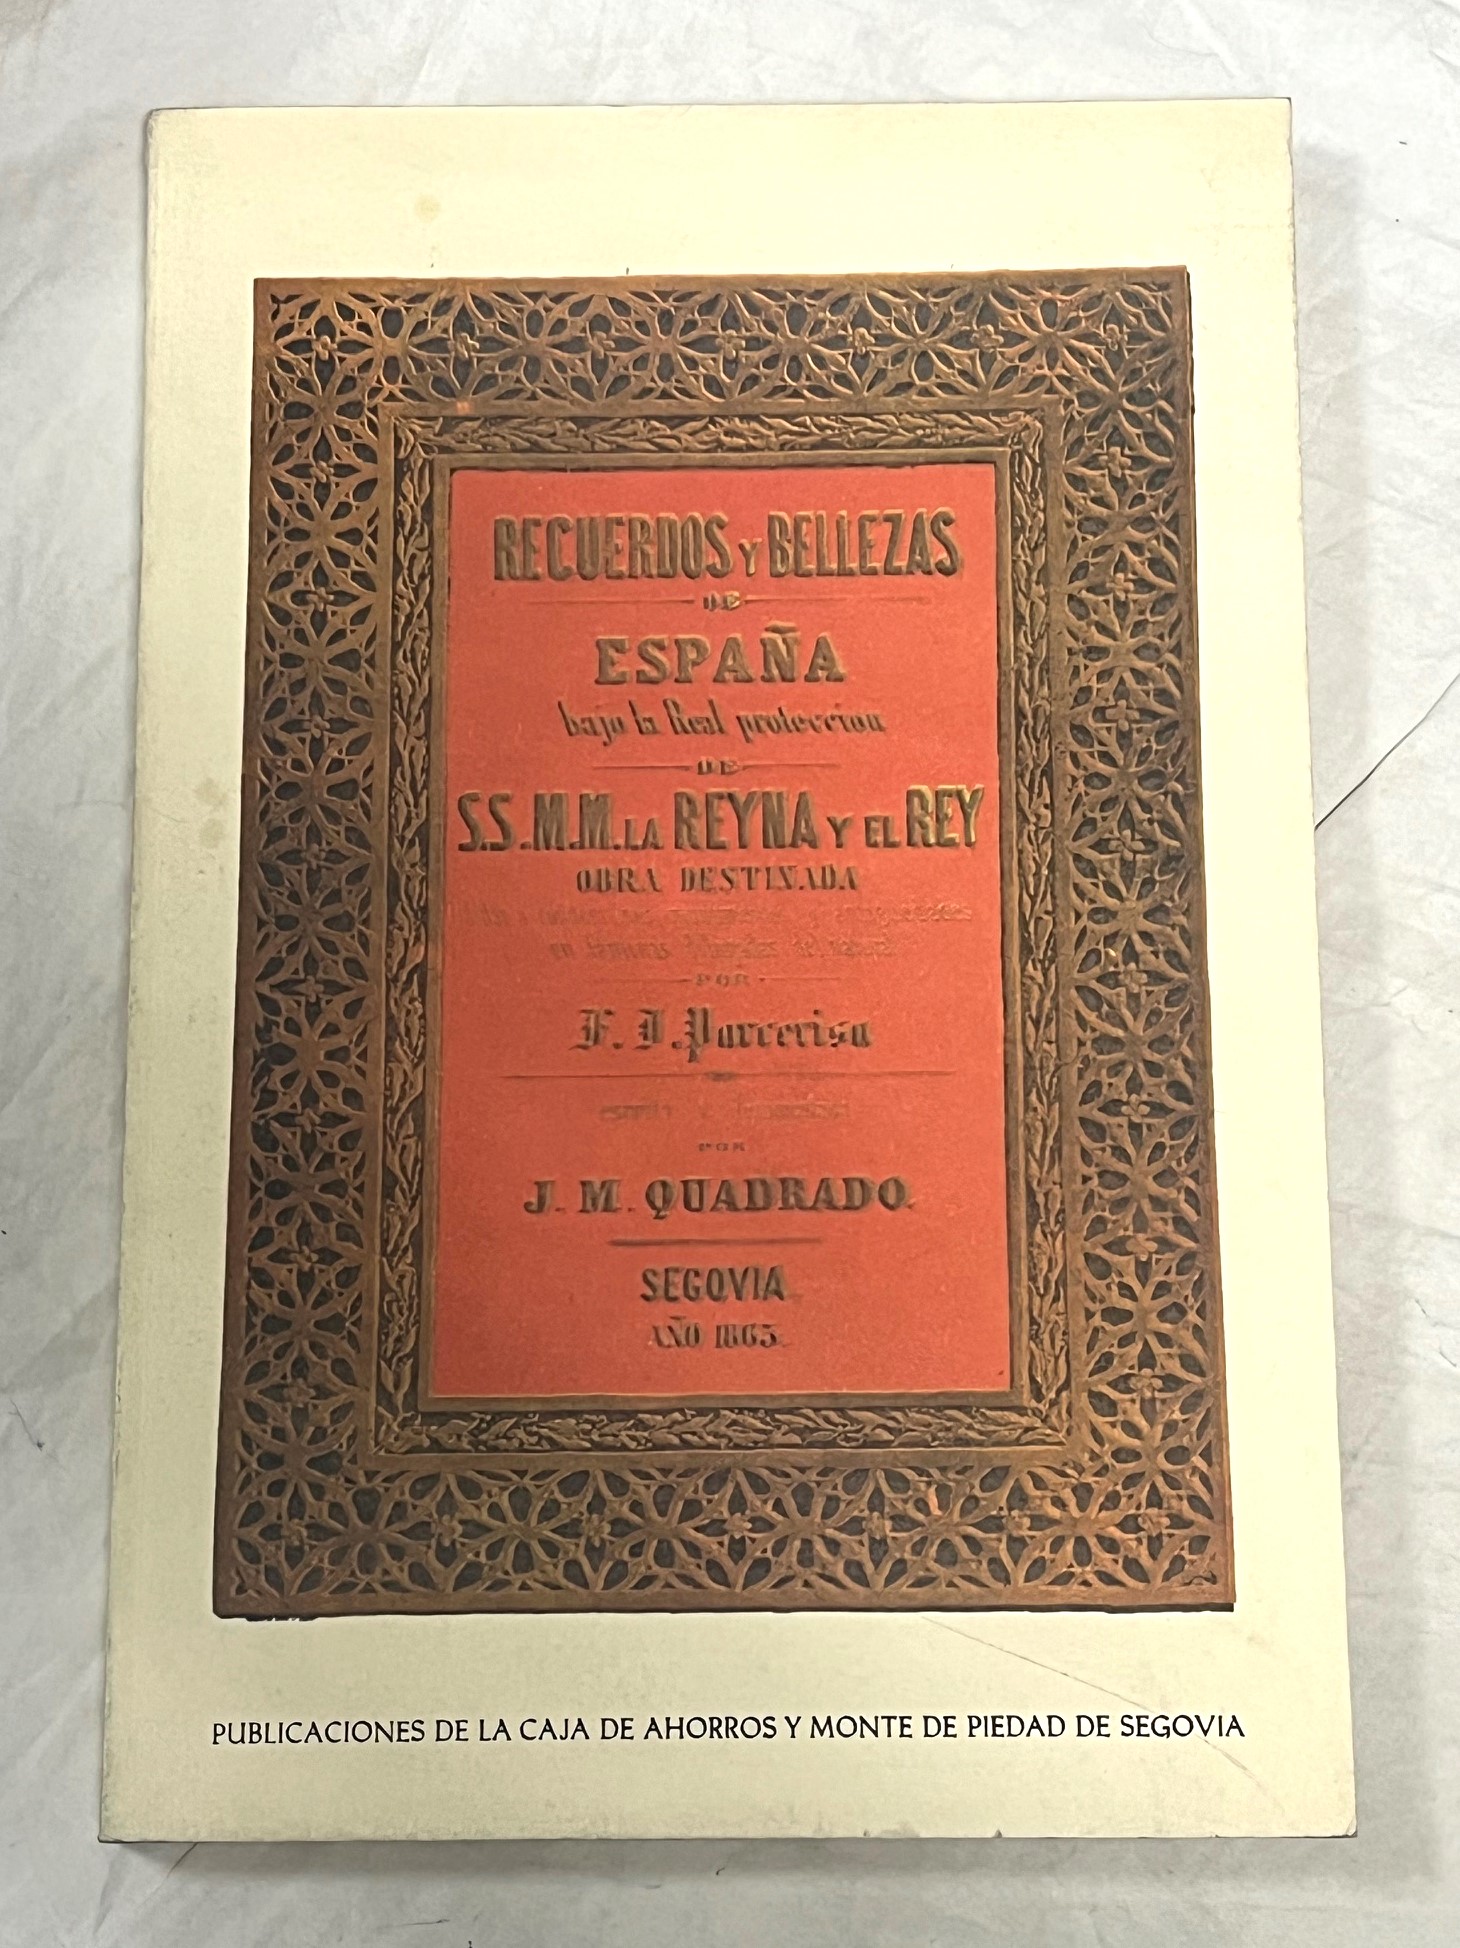 RECUERDOS Y BELLEZAS
DE
ESPAÑA
bajo la Real proteccion
DE
S.S.M.M. LA REYNA Y EL REY
OBRA DESTINADA
POR
F. J. Parcerisa
POR
J. M. QUADRADO.
SEGOVIA
AÑO 1865.
PUBLICACIONES DE LA CAJA DE AHORROS Y MONTE DE PIEDAD DE SEGOVIA